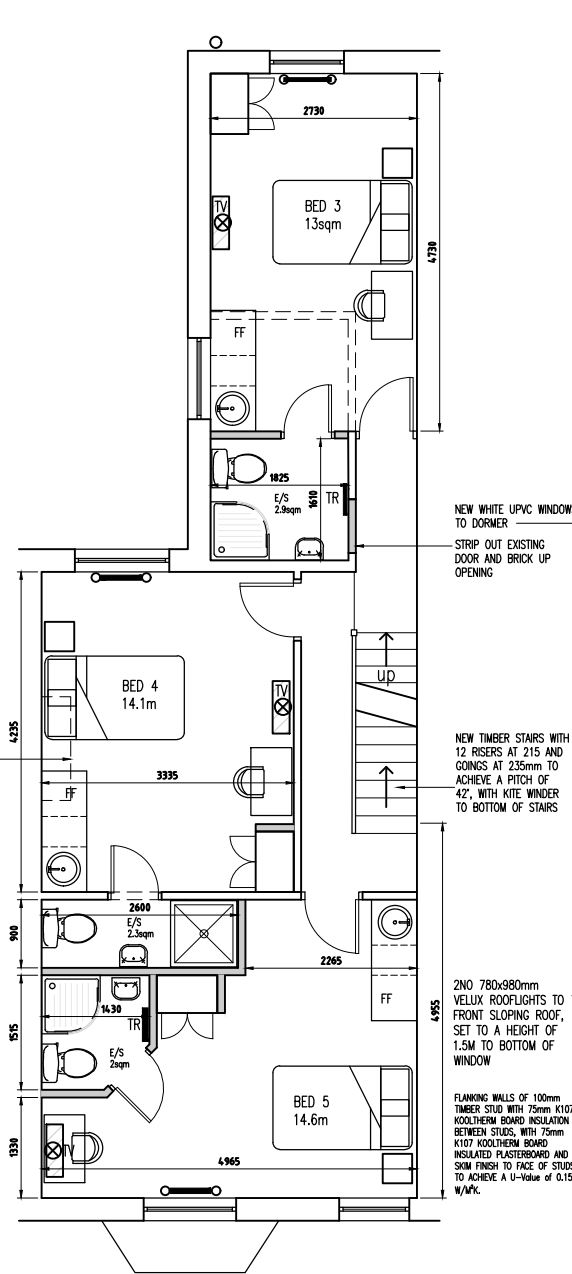 2730
TV
BED 3
13sqm
4730
FF
1825
1610
TR
E/S
2.9sqm
NEW WHITE UPVC WINDOW
TO DORMER
STRIP OUT EXISTING
DOOR AND BRICK UP
OPENING
up
BED 4
14.1m
TV
4235
3335
FF
NEW TIMBER STAIRS WITH
12 RISERS AT 215 AND
GOINGS AT 235mm TO
ACHIEVE A PITCH OF
42°, WITH KITE WINDER
TO BOTTOM OF STAIRS
2600
E/S
2.3sqm
900
2265
FF
4955
1430
TR
E/S
2sqm
1515
2NO 780x980mm
VELUX ROOFLIGHTS TO
FRONT SLOPING ROOF,
SET TO A HEIGHT OF
1.5M TO BOTTOM OF
WINDOW
BED 5
14.6m
1330
TV
4965
FLANKING WALLS OF 100mm
TIMBER STUD WITH 75mm K107
KOOLTHERM BOARD INSULATION
BETWEEN STUDS, WITH 75mm
K107 KOOLTHERM BOARD
INSULATED PLASTERBOARD AND
SKIM FINISH TO FACE OF STUDS
TO ACHIEVE A U-Value of 0.15
W/M²K.